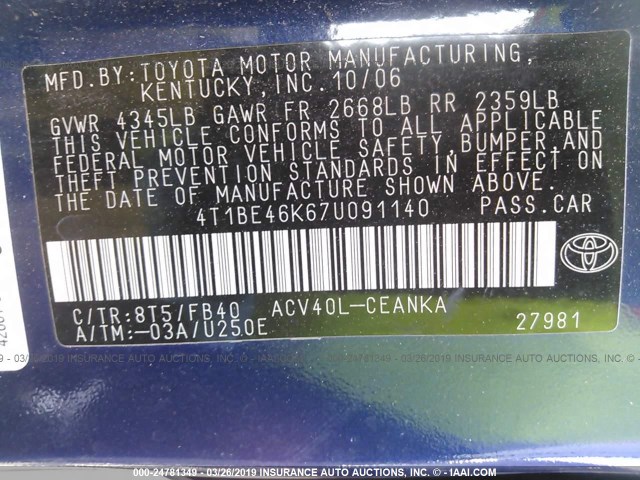 MFD.BY:TOYOTA MOTOR MANUFACTURING,
KENTUCKY,INC.10/06
GVWR 4345LB GAWR FR 2668LB RR 2359LB
THIS VEHICLE CONFORMS TO ALL APPLICABLE
FEDERAL MOTOR VEHICLE SAFETY,BUMPER,AND
THEFT PREVENTION STANDARDS IN EFFECT ON
THE DATE OF MANUFACTURE SHOWN ABOVE.
4T1BE46K67U091140 PASS.CAR
C/TR:8T5/FB40 ACV40L-CEANKA
A/TM:-03A/U250E
27981
000-24781349 - 03/26/2019 INSURANCE AUTO AUCTIONS, INC. - IAAI.COM